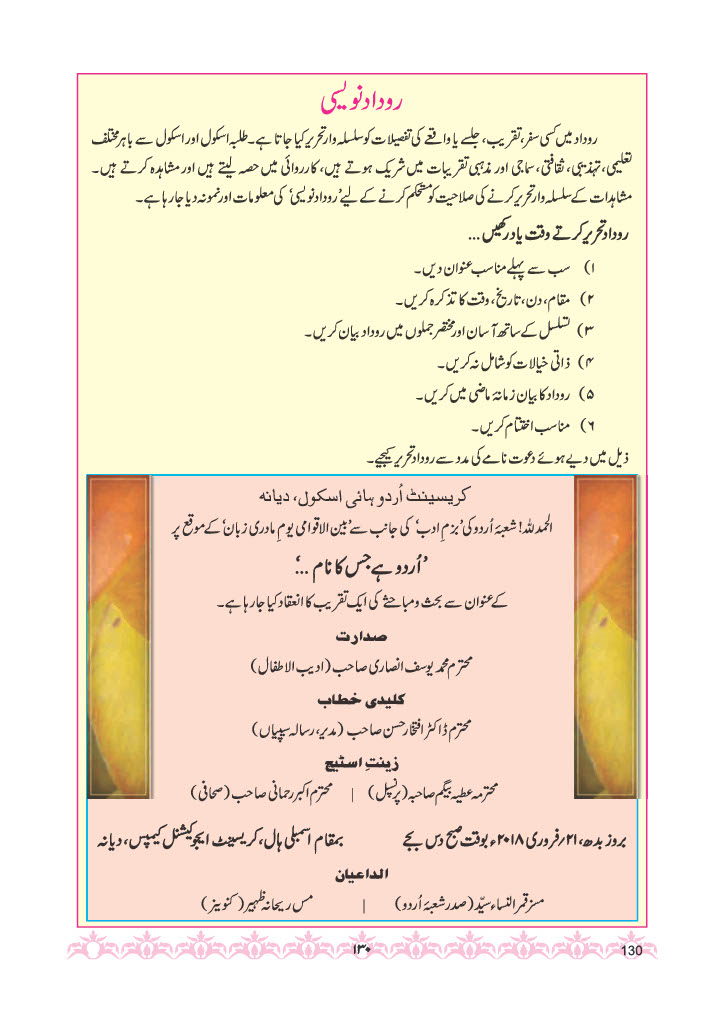 روداد نویسی
روداد میں کسی سفر، تقریب، جلسے یا واقعے کی تفصیلات کو سلسلہ وار تحریر کیا جاتا ہے۔ طلبہ اسکول اور اسکول سے باہر مختلف
تعلیمی، تہذیبی، ثقافتی، سماجی اور مذہبی تقریبات میں شریک ہوتے ہیں، کارروائی میں حصہ لیتے ہیں اور مشاہدہ کرتے ہیں۔
مشاہدات کے سلسلہ وار تحریر کرنے کی صلاحیت کو مستحکم کرنے کے لیے ’روداد نویسی‘ کی معلومات اور نمونہ دیا جا رہا ہے۔
روداد تحریر کرتے وقت یاد رکھیں ...
۱) سب سے پہلے مناسب عنوان دیں۔
۲) مقام، دن، تاریخ، وقت کا تذکرہ کریں۔
۳) تسلسل کے ساتھ آسان اور مختصر جملوں میں روداد بیان کریں۔
۴) ذاتی خیالات کو شامل نہ کریں۔
۵) روداد کا بیان زمانۂ ماضی میں کریں۔
۶) مناسب اختتام کریں۔
ذیل میں دیے ہوئے دعوت نامے کی مدد سے روداد تحریر کیجیے۔
کریسینٹ اُردو ہائی اسکول، دیانہ
الحمدللہ! شعبۂ اُردو کی ’بزمِ ادب‘ کی جانب سے ’بین الاقوامی یومِ مادری زبان‘ کے موقع پر
’اُردو ہے جس کا نام ...‘
کے عنوان سے بحث و مباحثے کی ایک تقریب کا انعقاد کیا جا رہا ہے۔
صدارت
محترم محمد یوسف انصاری صاحب (ادیب الاطفال)
کلیدی خطاب
محترم ڈاکٹر افتخار حسن صاحب (مدیر، رسالہ سیپیاں)
زینتِ اسٹیج
محترمہ عطیہ بیگم صاحبہ (پرنسپل) | محترم اکبر رحمانی صاحب (صحافی)
بروز بدھ، ۲۱؍فروری ۲۰۱۸ء بوقت صبح دس بجے بمقام اسمبلی ہال، کریسینٹ ایجوکیشنل کیمپس، دیانہ
الداعیان
مسز قمر النساء سیّد (صدر شعبۂ اُردو) | مس ریحانہ ظہیر (کنوینر)
۱۳۰
130